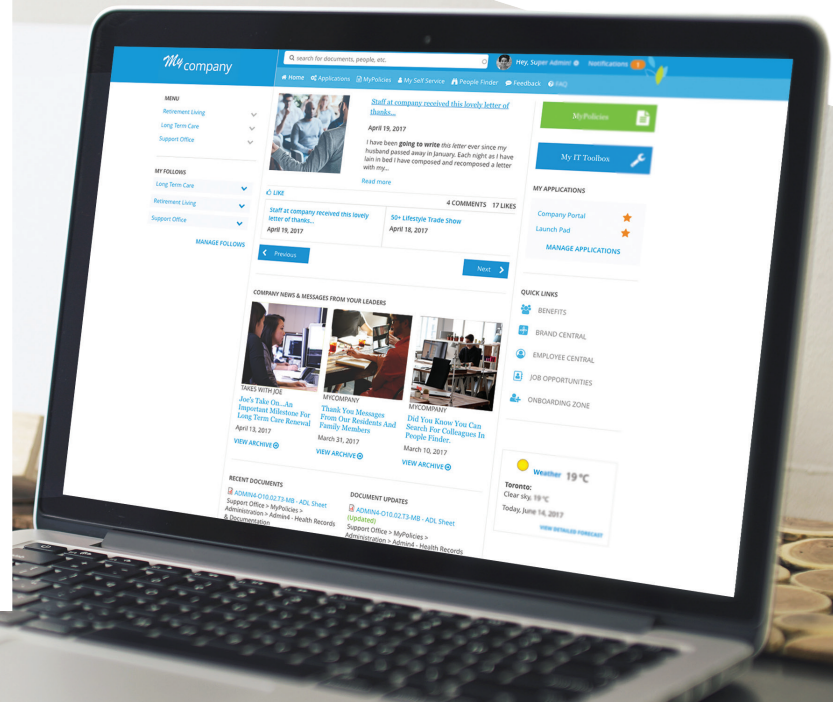 My company
search for documents, people, etc.
Hey, Super Admin!
Notifications
Home Applications MyPolicies My Self Service People Finder Feedback FAQ
MENU
Retirement Living
Long Term Care
Support Office
MY FOLLOWS
Long Term Care
Retirement Living
Support Office
MANAGE FOLLOWS
Staff at company received this lovely letter of
thanks...
April 19, 2017
I have been going to write this letter ever since my
husband passed away in January. Each night as I have
lain in bed I have composed and recomposed a letter
with my...
Read more
LIKE
4 COMMENTS 17 LIKES
Staff at company received this lovely
letter of thanks...
April 19, 2017
50+ Lifestyle Trade Show
April 18, 2017
Previous
Next
COMPANY NEWS & MESSAGES FROM YOUR LEADERS
TAKES WITH JOE
Joe's Take On...An
Important Milestone For
Long Term Care Renewal
April 13, 2017
VIEW ARCHIVE
MYCOMPANY
Thank You Messages
From Our Residents And
Family Members
March 31, 2017
VIEW ARCHIVE
MYCOMPANY
Did You Know You Can
Search For Colleagues In
People Finder.
March 10, 2017
VIEW ARCHIVE
RECENT DOCUMENTS
ADMIN4-O10.02.T3-MB - ADL Sheet
Support Office > MyPolicies >
Administration > Admin4 - Health Records
& Documentation
DOCUMENT UPDATES
ADMIN4-O10.02.T3-MB - ADL Sheet
(Updated)
Support Office > MyPolicies >
Administration > Admin4 - Health Records
MyPolicies
My IT Toolbox
MY APPLICATIONS
Company Portal
Launch Pad
MANAGE APPLICATIONS
QUICK LINKS
BENEFITS
BRAND CENTRAL
EMPLOYEE CENTRAL
JOB OPPORTUNITIES
ONBOARDING ZONE
Weather 19 °C
Toronto:
Clear sky, 19 °C
Today, June 14, 2017
VIEW DETAILED FORECAST